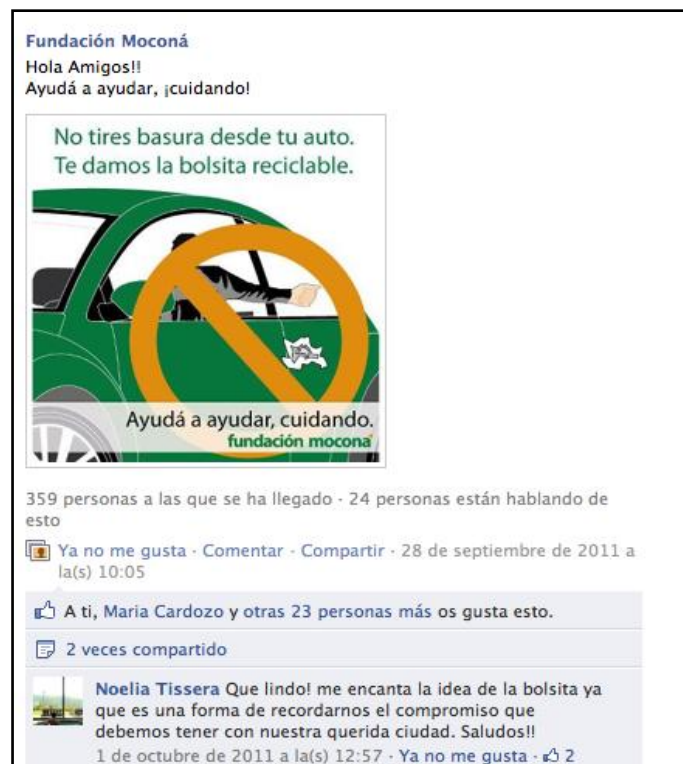 Fundación Moconá
Hola Amigos!!
Ayudá a ayudar, ¡cuidando!
No tires basura desde tu auto.
Te damos la bolsita reciclable.
Ayudá a ayudar, cuidando.
fundación moconá
359 personas a las que se ha llegado · 24 personas están hablando de
esto
Ya no me gusta · Comentar · Compartir · 28 de septiembre de 2011 a
la(s) 10:05
A ti, Maria Cardozo y otras 23 personas más os gusta esto.
2 veces compartido
Noelia Tissera Que lindo! me encanta la idea de la bolsita ya
que es una forma de recordarnos el compromiso que
debemos tener con nuestra querida ciudad. Saludos!!
1 de octubre de 2011 a la(s) 12:57 · Ya no me gusta · 2